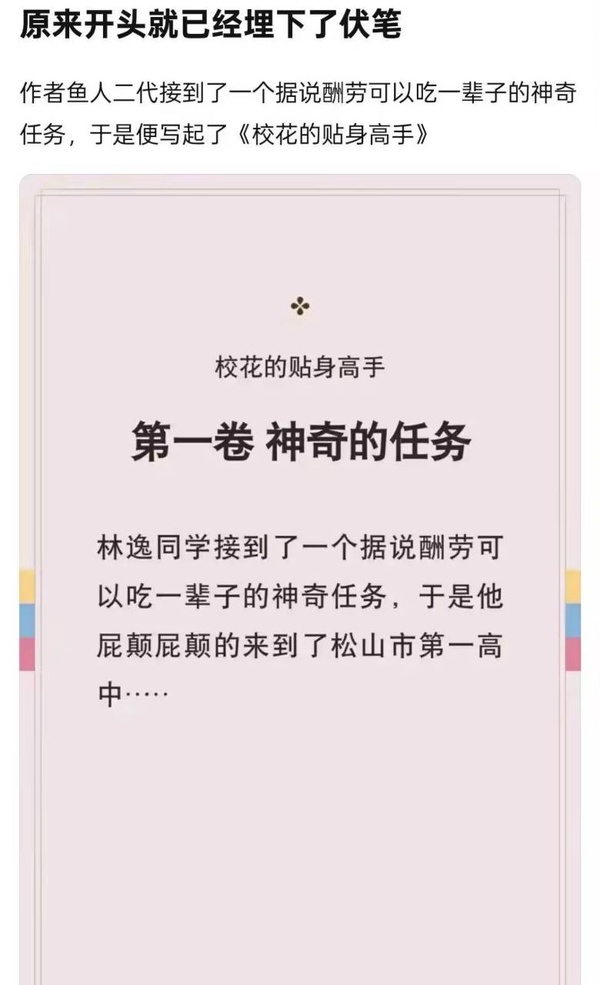 原来开头就已经埋下了伏笔
作者鱼人二代接到了一个据说酬劳可以吃一辈子的神奇
任务，于是便写起了《校花的贴身高手》
校花的贴身高手
第一卷 神奇的任务
林逸同学接到了一个据说酬劳可
以吃一辈子的神奇任务，于是他
屁颠屁颠的来到了松山市第一高
中·····